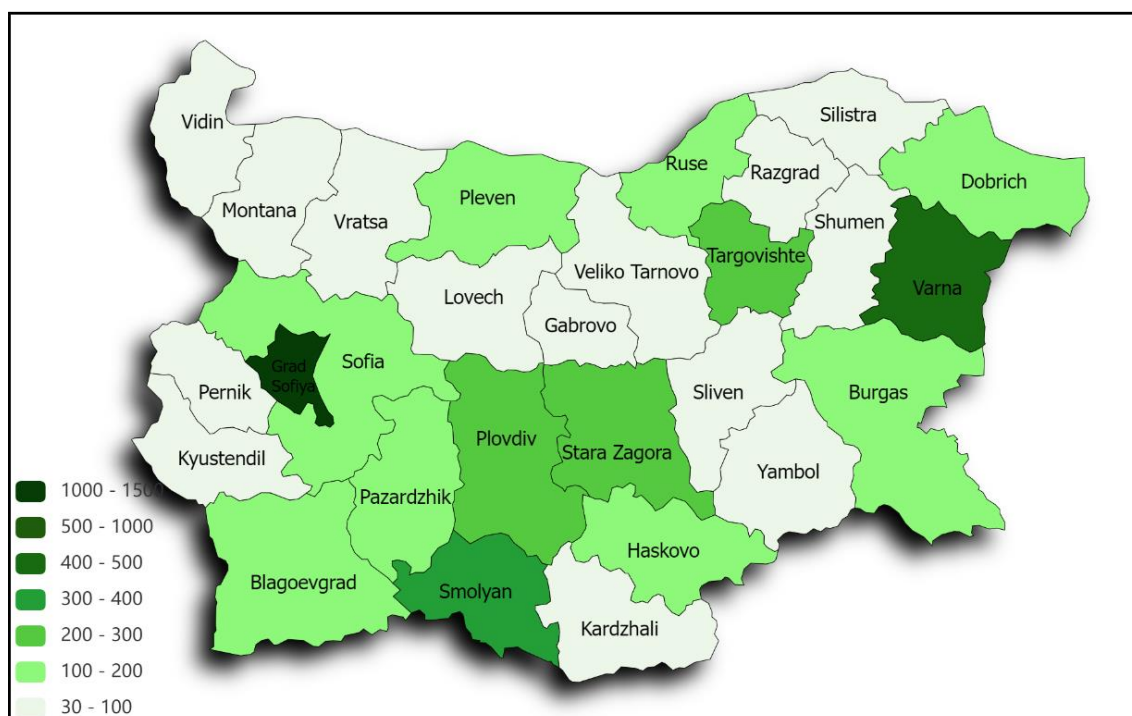 Vidin
Silistra
Ruse
Razgrad
Dobrich
Pleven
Montana
Vratsa
Shumen
Targovishte
Veliko Tarnovo
Varna
Lovech
Gabrovo
Grad
Sofiya
Sofia
Pernik
Sliven
Burgas
Plovdiv
Stara Zagora
Kyustendil
Yambol
Pazardzhik
Haskovo
Blagoevgrad
Smolyan
Kardzhali
1000 - 1500
500 - 1000
400 - 500
300 - 400
200 - 300
100 - 200
30 - 100